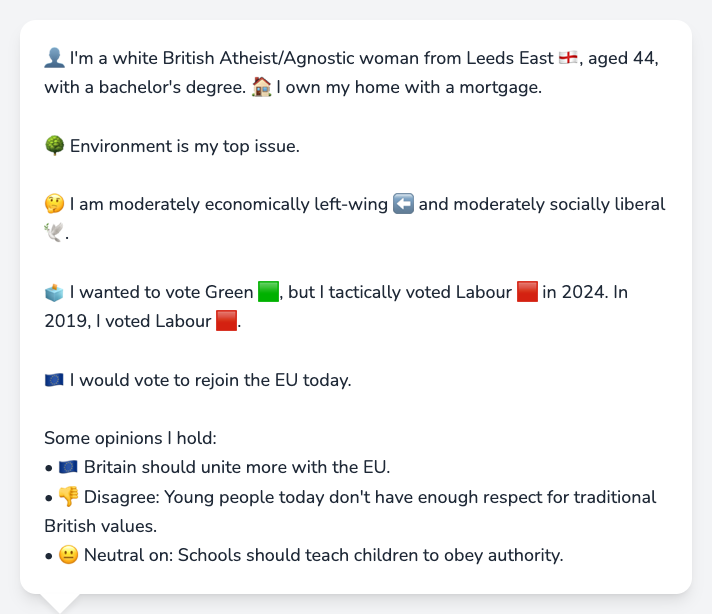 👤 I'm a white British Atheist/Agnostic woman from Leeds East 🏴󠁧󠁢󠁥󠁮󠁧󠁿, aged 44,
with a bachelor's degree. 🏠 I own my home with a mortgage.
🌳 Environment is my top issue.
🤔 I am moderately economically left-wing ⬅️ and moderately socially liberal
🕊️.
🗳️ I wanted to vote Green 🟩, but I tactically voted Labour 🟥 in 2024. In
2019, I voted Labour 🟥.
🇪🇺 I would vote to rejoin the EU today.
Some opinions I hold:
• 🇪🇺 Britain should unite more with the EU.
• 👎 Disagree: Young people today don't have enough respect for traditional
British values.
• 😐 Neutral on: Schools should teach children to obey authority.